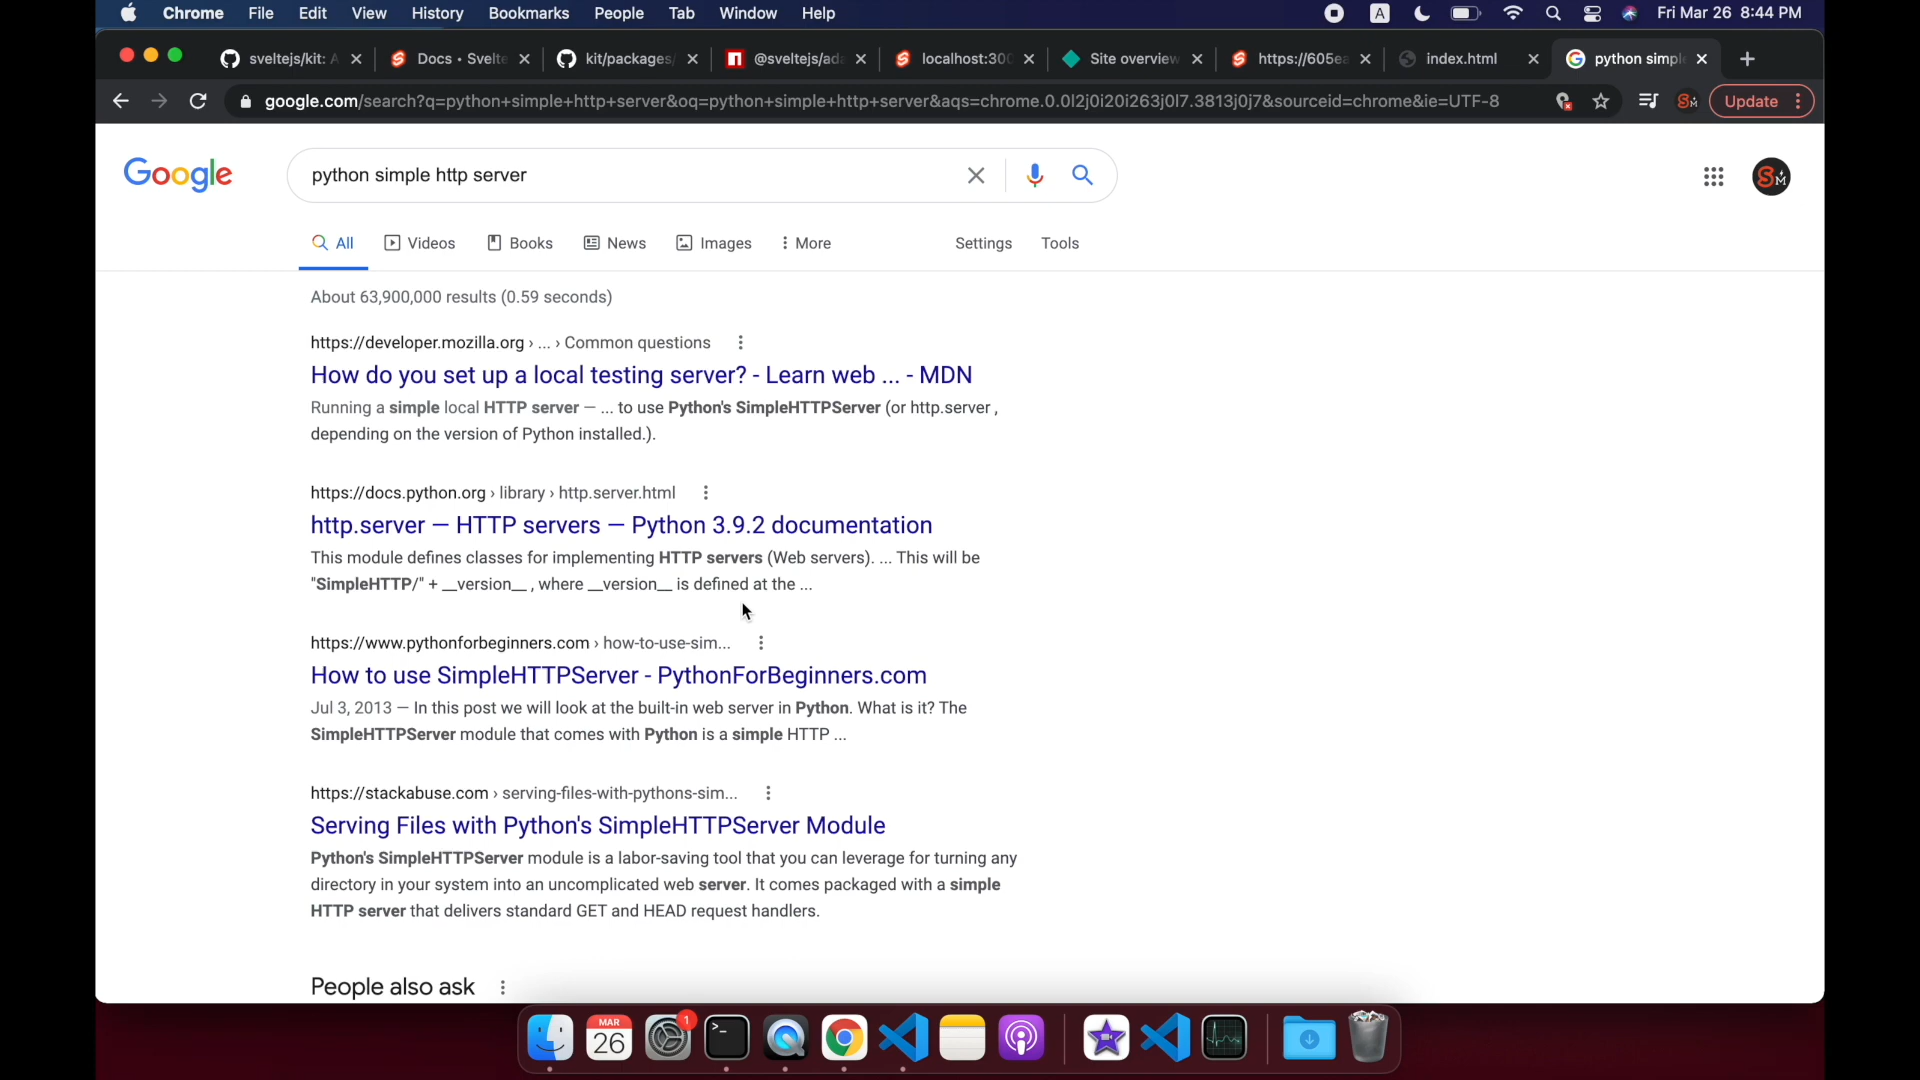 Chrome File Edit View History Bookmarks People Tab Window Help
A Fri Mar 26 8:44 PM
sveltejs/kit: A Docs • Svelte kit/packages/ @sveltejs/ada localhost:300 Site overview https://605ea index.html python simple
google.com/search?q=python+simple+http+server&oq=python+simple+http+server&aqs=chrome.0.0l2j0i20i263j0l7.3813j0j7&sourceid=chrome&ie=UTF-8
Update
Google
python simple http server
All Videos Books News Images More Settings Tools
About 63,900,000 results (0.59 seconds)
https://developer.mozilla.org › ... › Common questions
How do you set up a local testing server? - Learn web ... - MDN
Running a simple local HTTP server — ... to use Python's SimpleHTTPServer (or http.server ,
depending on the version of Python installed.).
https://docs.python.org › library › http.server.html
http.server — HTTP servers — Python 3.9.2 documentation
This module defines classes for implementing HTTP servers (Web servers). ... This will be
"SimpleHTTP/" + __version__ , where __version__ is defined at the ...
https://www.pythonforbeginners.com › how-to-use-sim...
How to use SimpleHTTPServer - PythonForBeginners.com
Jul 3, 2013 — In this post we will look at the built-in web server in Python. What is it? The
SimpleHTTPServer module that comes with Python is a simple HTTP ...
https://stackabuse.com › serving-files-with-pythons-sim...
Serving Files with Python's SimpleHTTPServer Module
Python's SimpleHTTPServer module is a labor-saving tool that you can leverage for turning any
directory in your system into an uncomplicated web server. It comes packaged with a simple
HTTP server that delivers standard GET and HEAD request handlers.
People also ask
MAR
26
1